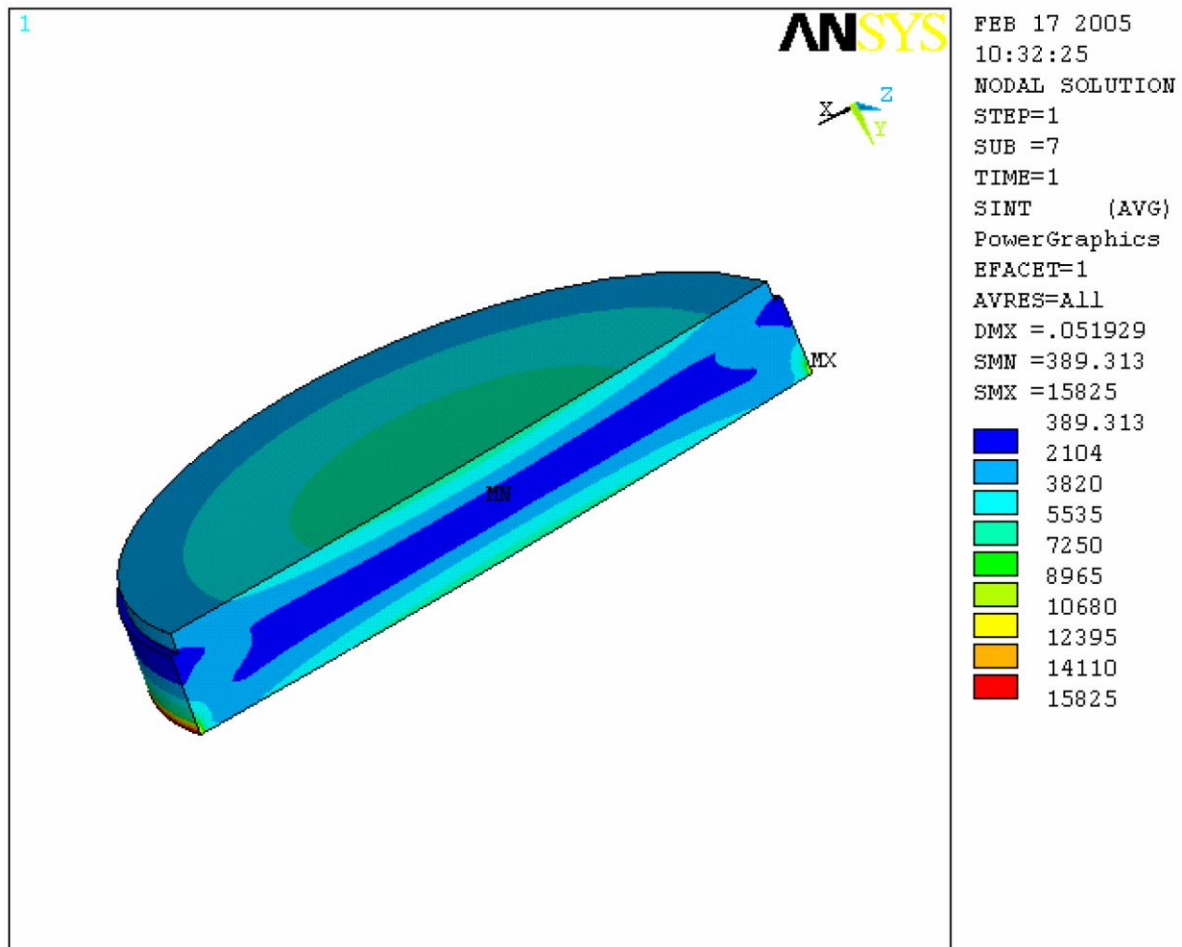 1
ANSYS
X
Z
Y
MX
MN
FEB 17 2005
10:32:25
NODAL SOLUTION
STEP=1
SUB =7
TIME=1
SINT (AVG)
PowerGraphics
EFACET=1
AVRES=All
DMX =.051929
SMN =389.313
SMX =15825
389.313
2104
3820
5535
7250
8965
10680
12395
14110
15825